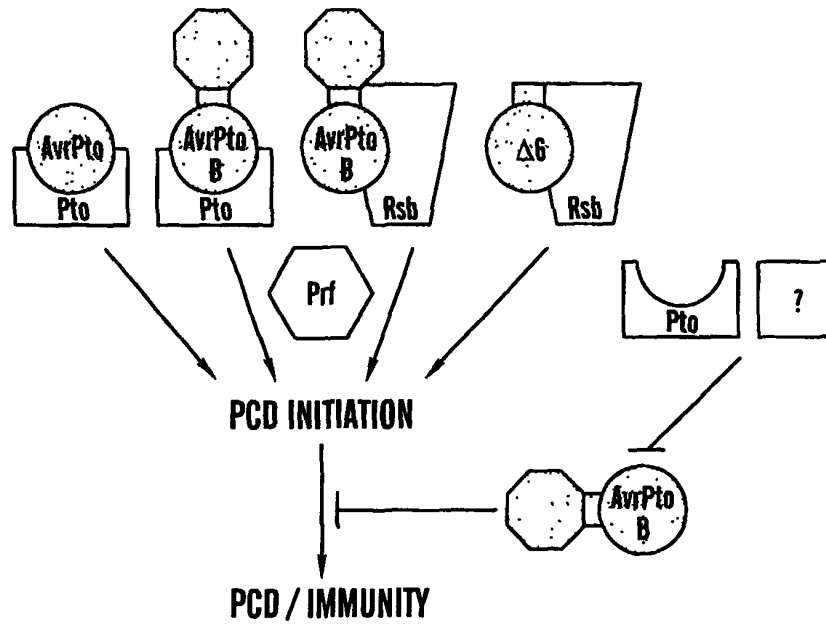 AvrPto
Pto
AvrPto
B
Pto
AvrPto
B
Rsb
Δ6
Rsb
Prf
Pto
?
PCD INITIATION
AvrPto
B
PCD / IMMUNITY